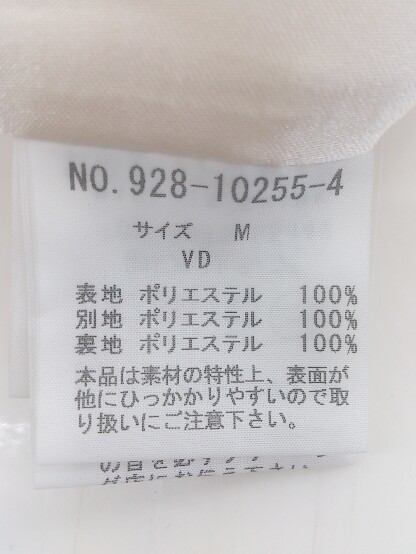 NO.928-10255-4
サイズ M
VD
表地 ポリエステル 100%
別地 ポリエステル 100%
裏地 ポリエステル 100%
本品は素材の特性上、表面が
他にひっかかりやすいので取
り扱いにご注意下さい。